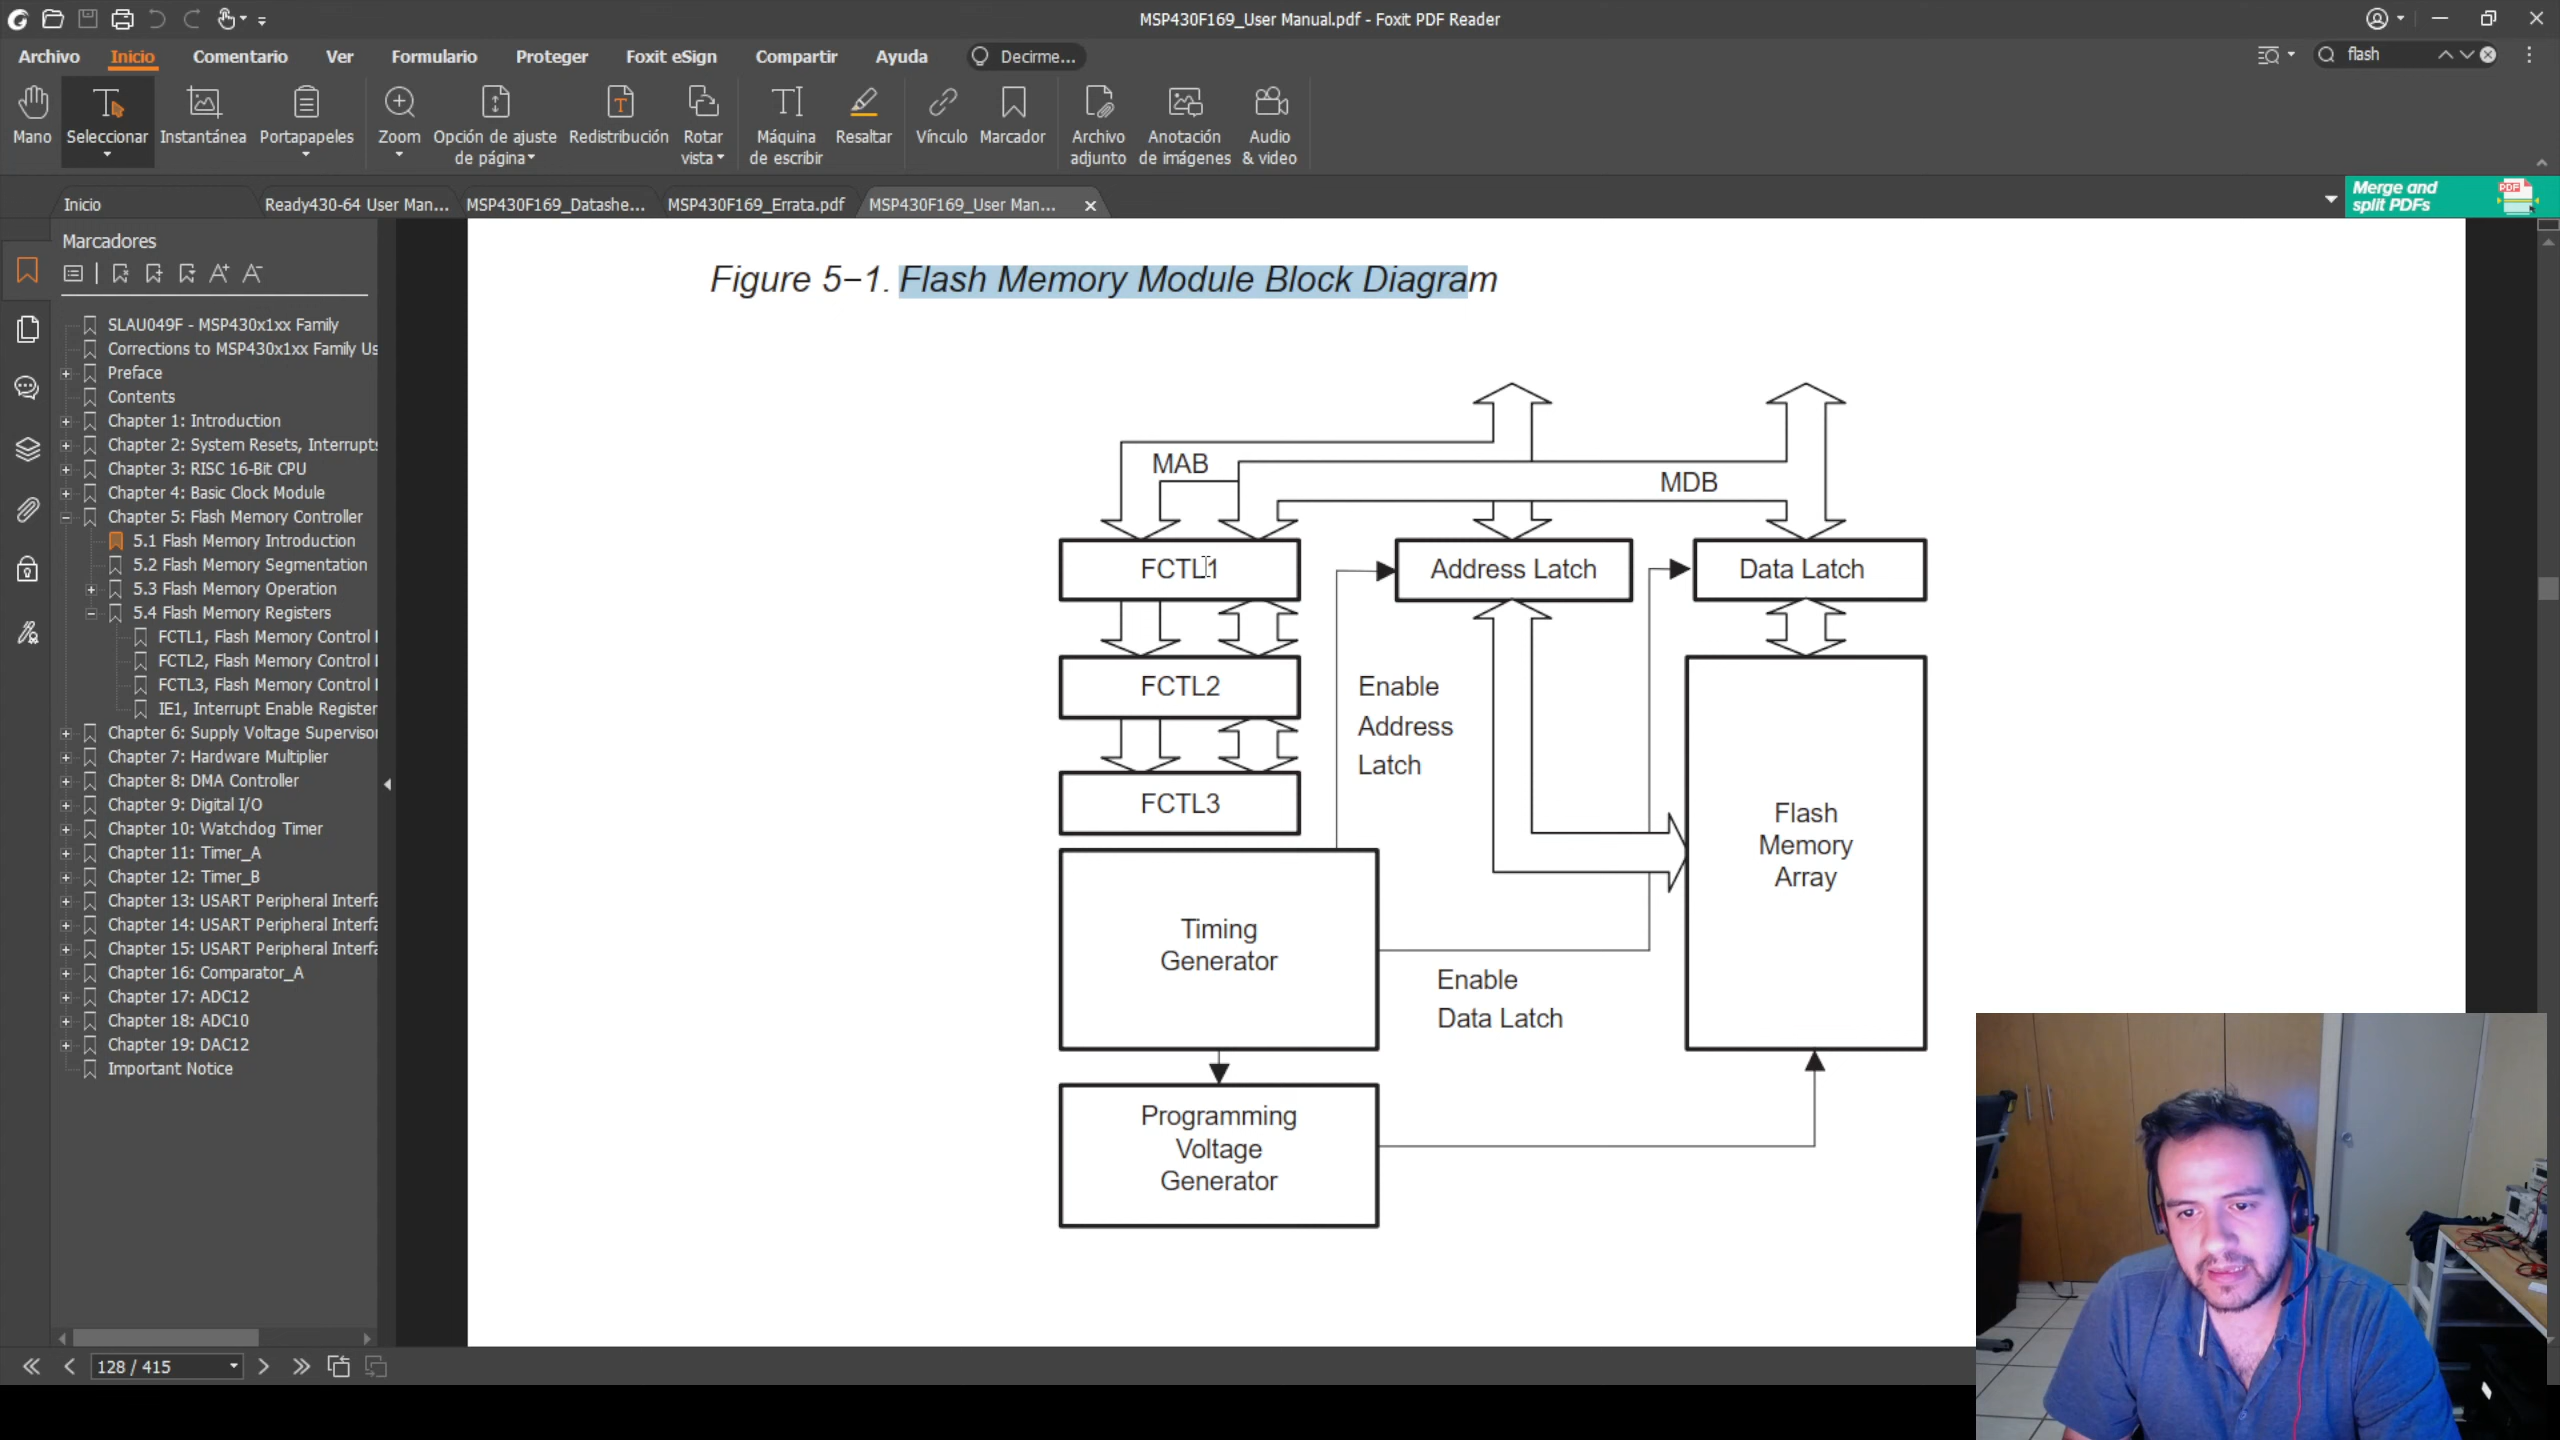 MSP430F169_User Manual.pdf - Foxit PDF Reader
Archivo Inicio Comentario Ver Formulario Proteger Foxit eSign Compartir Ayuda Decirme... flash
Mano Seleccionar Instantánea Portapapeles Zoom Opción de ajuste de página Redistribución Rotar vista Máquina de escribir Resaltar Vínculo Marcador Archivo adjunto Anotación de imágenes Audio & video
Inicio Ready430-64 User Man... MSP430F169_Datashe... MSP430F169_Errata.pdf MSP430F169_User Man...
Merge and
split PDFs
PDF
Marcadores
SLAU049F - MSP430x1xx Family
Corrections to MSP430x1xx Family Us
Preface
Contents
Chapter 1: Introduction
Chapter 2: System Resets, Interrupts
Chapter 3: RISC 16-Bit CPU
Chapter 4: Basic Clock Module
Chapter 5: Flash Memory Controller
5.1 Flash Memory Introduction
5.2 Flash Memory Segmentation
5.3 Flash Memory Operation
5.4 Flash Memory Registers
FCTL1, Flash Memory Control
FCTL2, Flash Memory Control
FCTL3, Flash Memory Control
IE1, Interrupt Enable Register
Chapter 6: Supply Voltage Supervisor
Chapter 7: Hardware Multiplier
Chapter 8: DMA Controller
Chapter 9: Digital I/O
Chapter 10: Watchdog Timer
Chapter 11: Timer_A
Chapter 12: Timer_B
Chapter 13: USART Peripheral Interfa
Chapter 14: USART Peripheral Interfa
Chapter 15: USART Peripheral Interfa
Chapter 16: Comparator_A
Chapter 17: ADC12
Chapter 18: ADC10
Chapter 19: DAC12
Important Notice
128 / 415
Figure 5–1. Flash Memory Module Block Diagram
MAB
MDB
FCTL1
Address Latch
Data Latch
FCTL2
Enable
Address
Latch
FCTL3
Flash
Memory
Array
Timing
Generator
Enable
Data Latch
Programming
Voltage
Generator